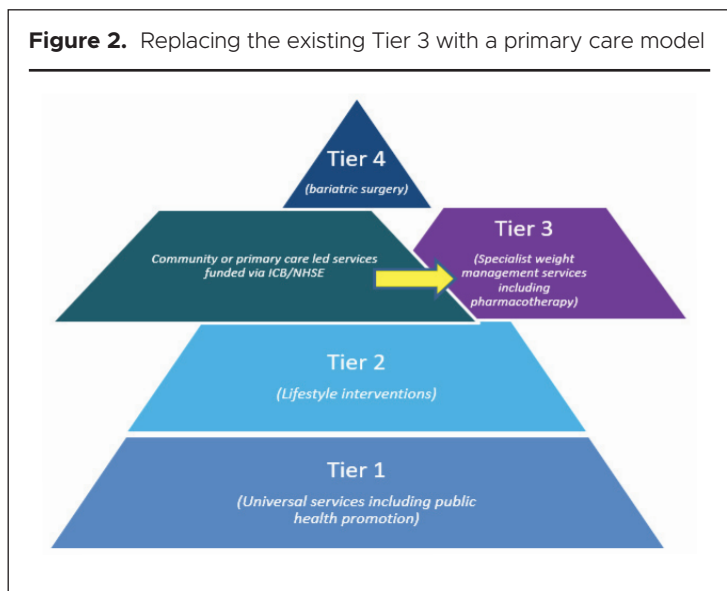 Figure 2. Replacing the existing Tier 3 with a primary care model
Tier 4
(bariatric surgery)
Community or primary care led services
funded via ICB/NHSE
Tier 3
(Specialist weight
management services
including
pharmacotherapy)
Tier 2
(Lifestyle interventions)
Tier 1
(Universal services including public
health promotion)